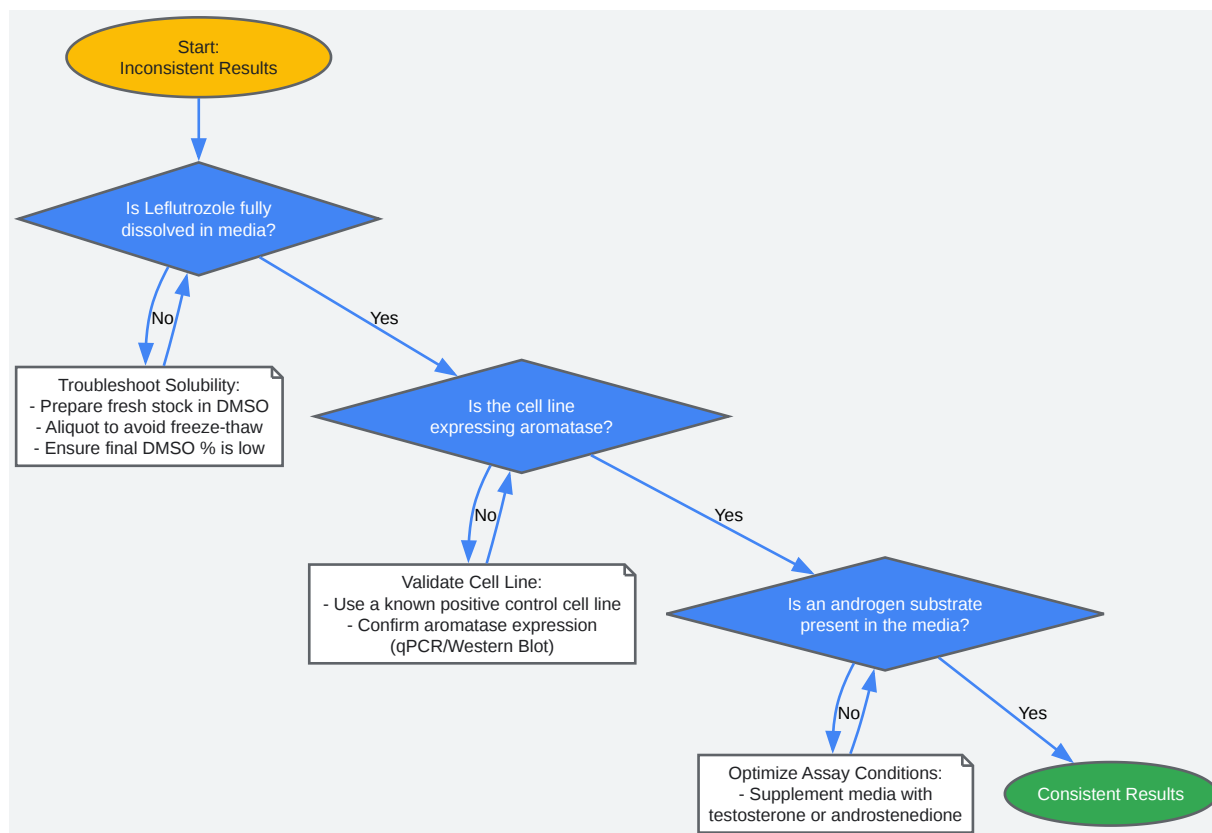 Start:
Inconsistent Results
Is Leflutrozole fully
dissolved in media?
No
Yes
Troubleshoot Solubility:
- Prepare fresh stock in DMSO
- Aliquot to avoid freeze-thaw
- Ensure final DMSO % is low
Is the cell line
expressing aromatase?
No
Yes
Validate Cell Line:
- Use a known positive control cell line
- Confirm aromatase expression
(qPCR/Western Blot)
Is an androgen substrate
present in the media?
No
Yes
Optimize Assay Conditions:
- Supplement media with
testosterone or androstenedione
Consistent Results